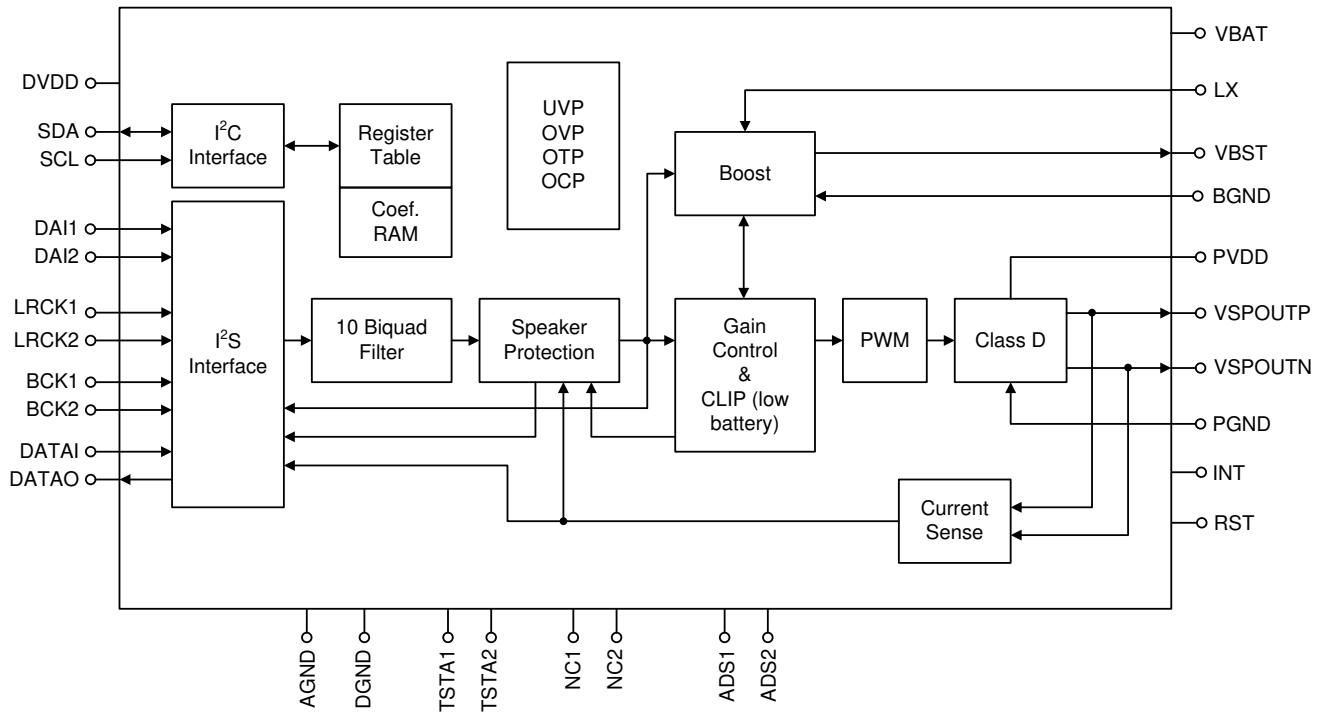 DVDD
SDA
SCL
DAI1
DAI2
LRCK1
LRCK2
BCK1
BCK2
DATAI
DATAO
I²C
Interface
Register
Table
Coef.
RAM
UVP
OVP
OTP
OCP
I²S
Interface
10 Biquad
Filter
Speaker
Protection
Boost
Gain
Control
&
CLIP (low
battery)
PWM
Class D
Current
Sense
VBAT
LX
VBST
BGND
PVDD
VSPOUTP
VSPOUTN
PGND
INT
RST
AGND
DGND
TSTA1
TSTA2
NC1
NC2
ADS1
ADS2